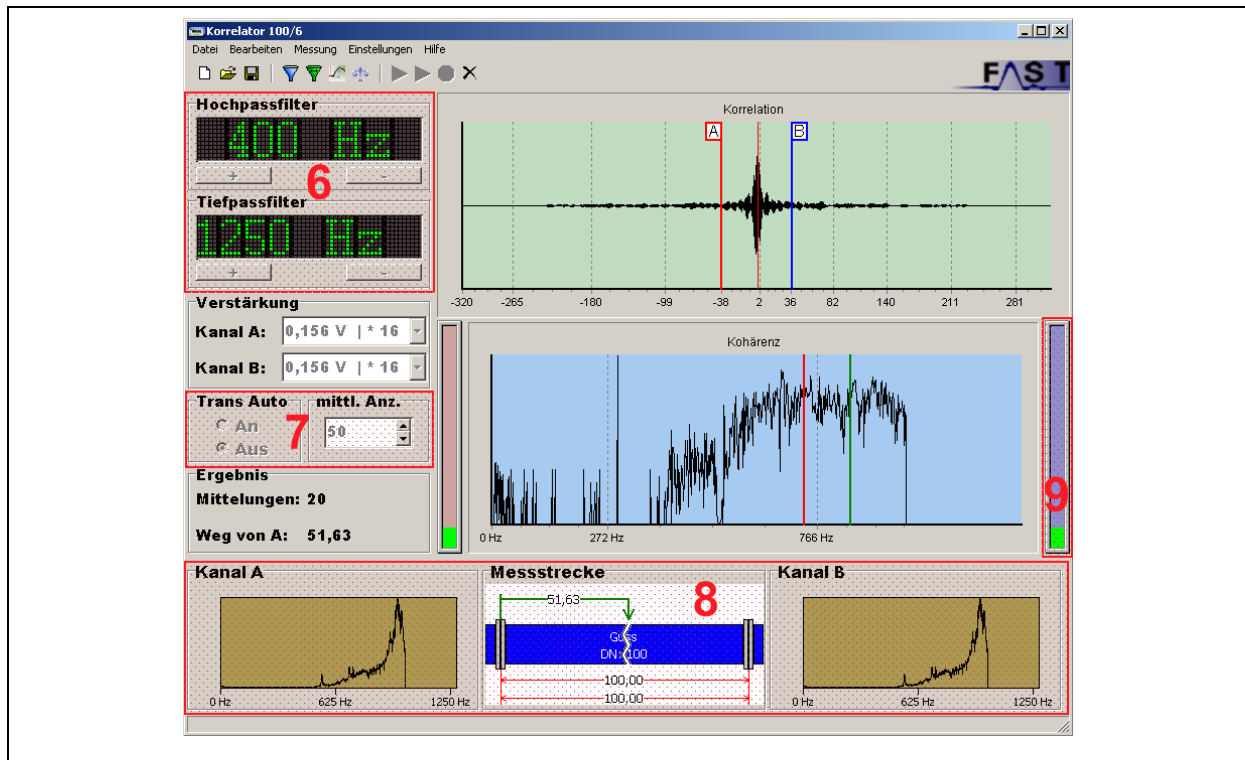 Korrelator 100/6
Datei Bearbeiten Messung Einstellungen Hilfe
FAST
Hochpassfilter
400 Hz
+ -
6
Tiefpassfilter
1250 Hz
+ -
Verstärkung
Kanal A: 0,156 V | * 16
Kanal B: 0,156 V | * 16
Trans Auto
An
Aus
7
mittl. Anz.
50
Ergebnis
Mittelungen: 20
Weg von A: 51,63
Korrelation
A B
-320 -265 -180 -99 -38 2 36 82 140 211 281
Kohärenz
0 Hz 272 Hz 766 Hz
9
Kanal A
0 Hz 625 Hz 1250 Hz
Messstrecke
8
51,63
Guss
DN: 100
100,00
100,00
Kanal B
0 Hz 625 Hz 1250 Hz